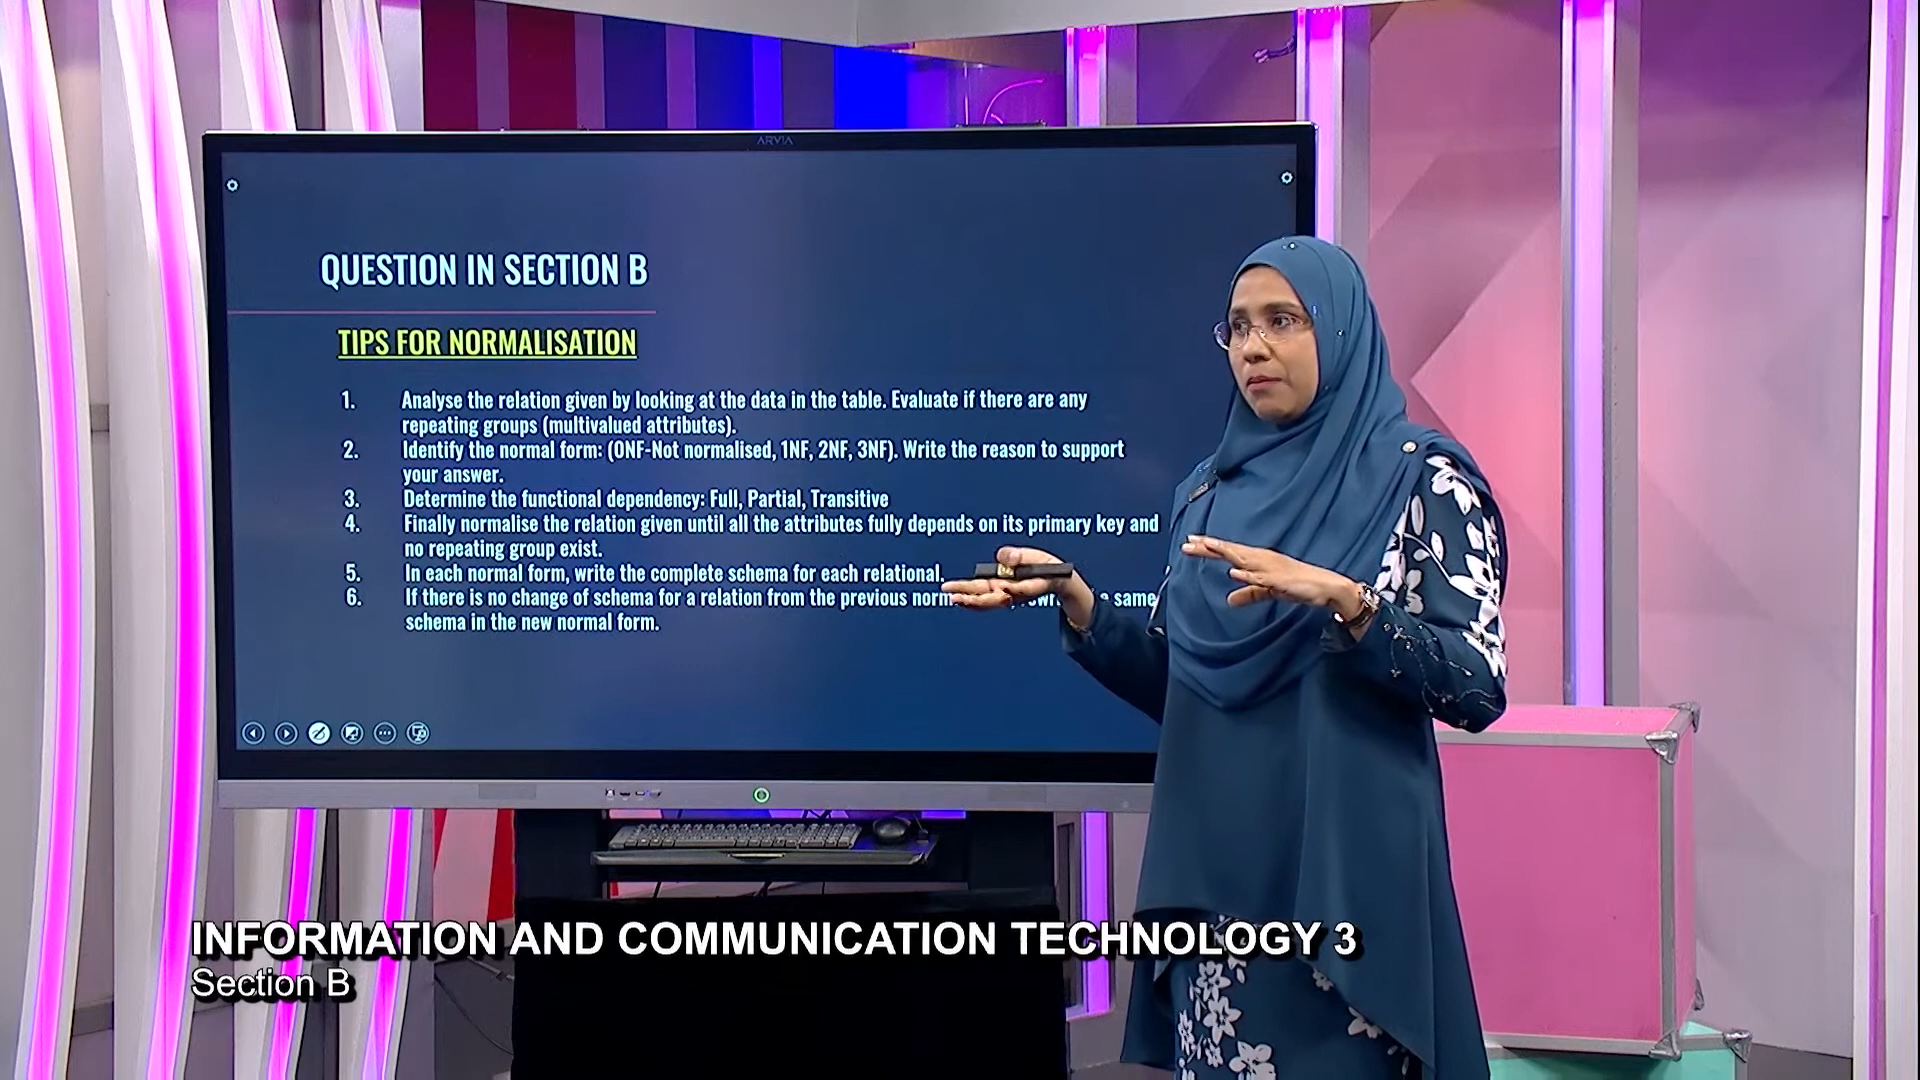 ARVIA
QUESTION IN SECTION B
TIPS FOR NORMALISATION
1. Analyse the relation given by looking at the data in the table. Evaluate if there are any
repeating groups (multivalued attributes).
2. Identify the normal form: (0NF-Not normalised, 1NF, 2NF, 3NF). Write the reason to support
your answer.
3. Determine the functional dependency: Full, Partial, Transitive
4. Finally normalise the relation given until all the attributes fully depends on its primary key and
no repeating group exist.
5. In each normal form, write the complete schema for each relational.
6. If there is no change of schema for a relation from the previous same
schema in the new normal form.
INFORMATION AND COMMUNICATION TECHNOLOGY 3
Section B